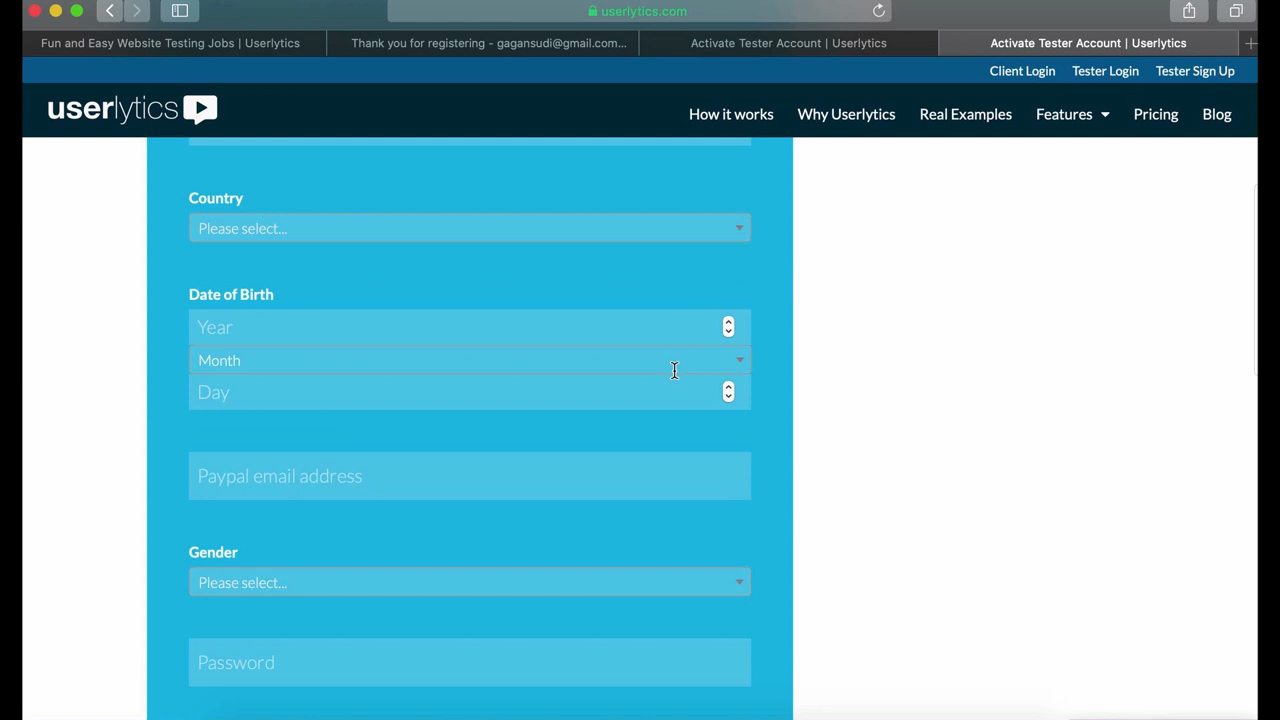 userlytics.com
Fun and Easy Website Testing Jobs | Userlytics
Thank you for registering - gagansudi@gmail.com...
Activate Tester Account | Userlytics
Activate Tester Account | Userlytics
Client Login
Tester Login
Tester Sign Up
userlytics
How it works
Why Userlytics
Real Examples
Features
Pricing
Blog
Country
Please select...
Date of Birth
Year
Month
Day
Paypal email address
Gender
Please select...
Password